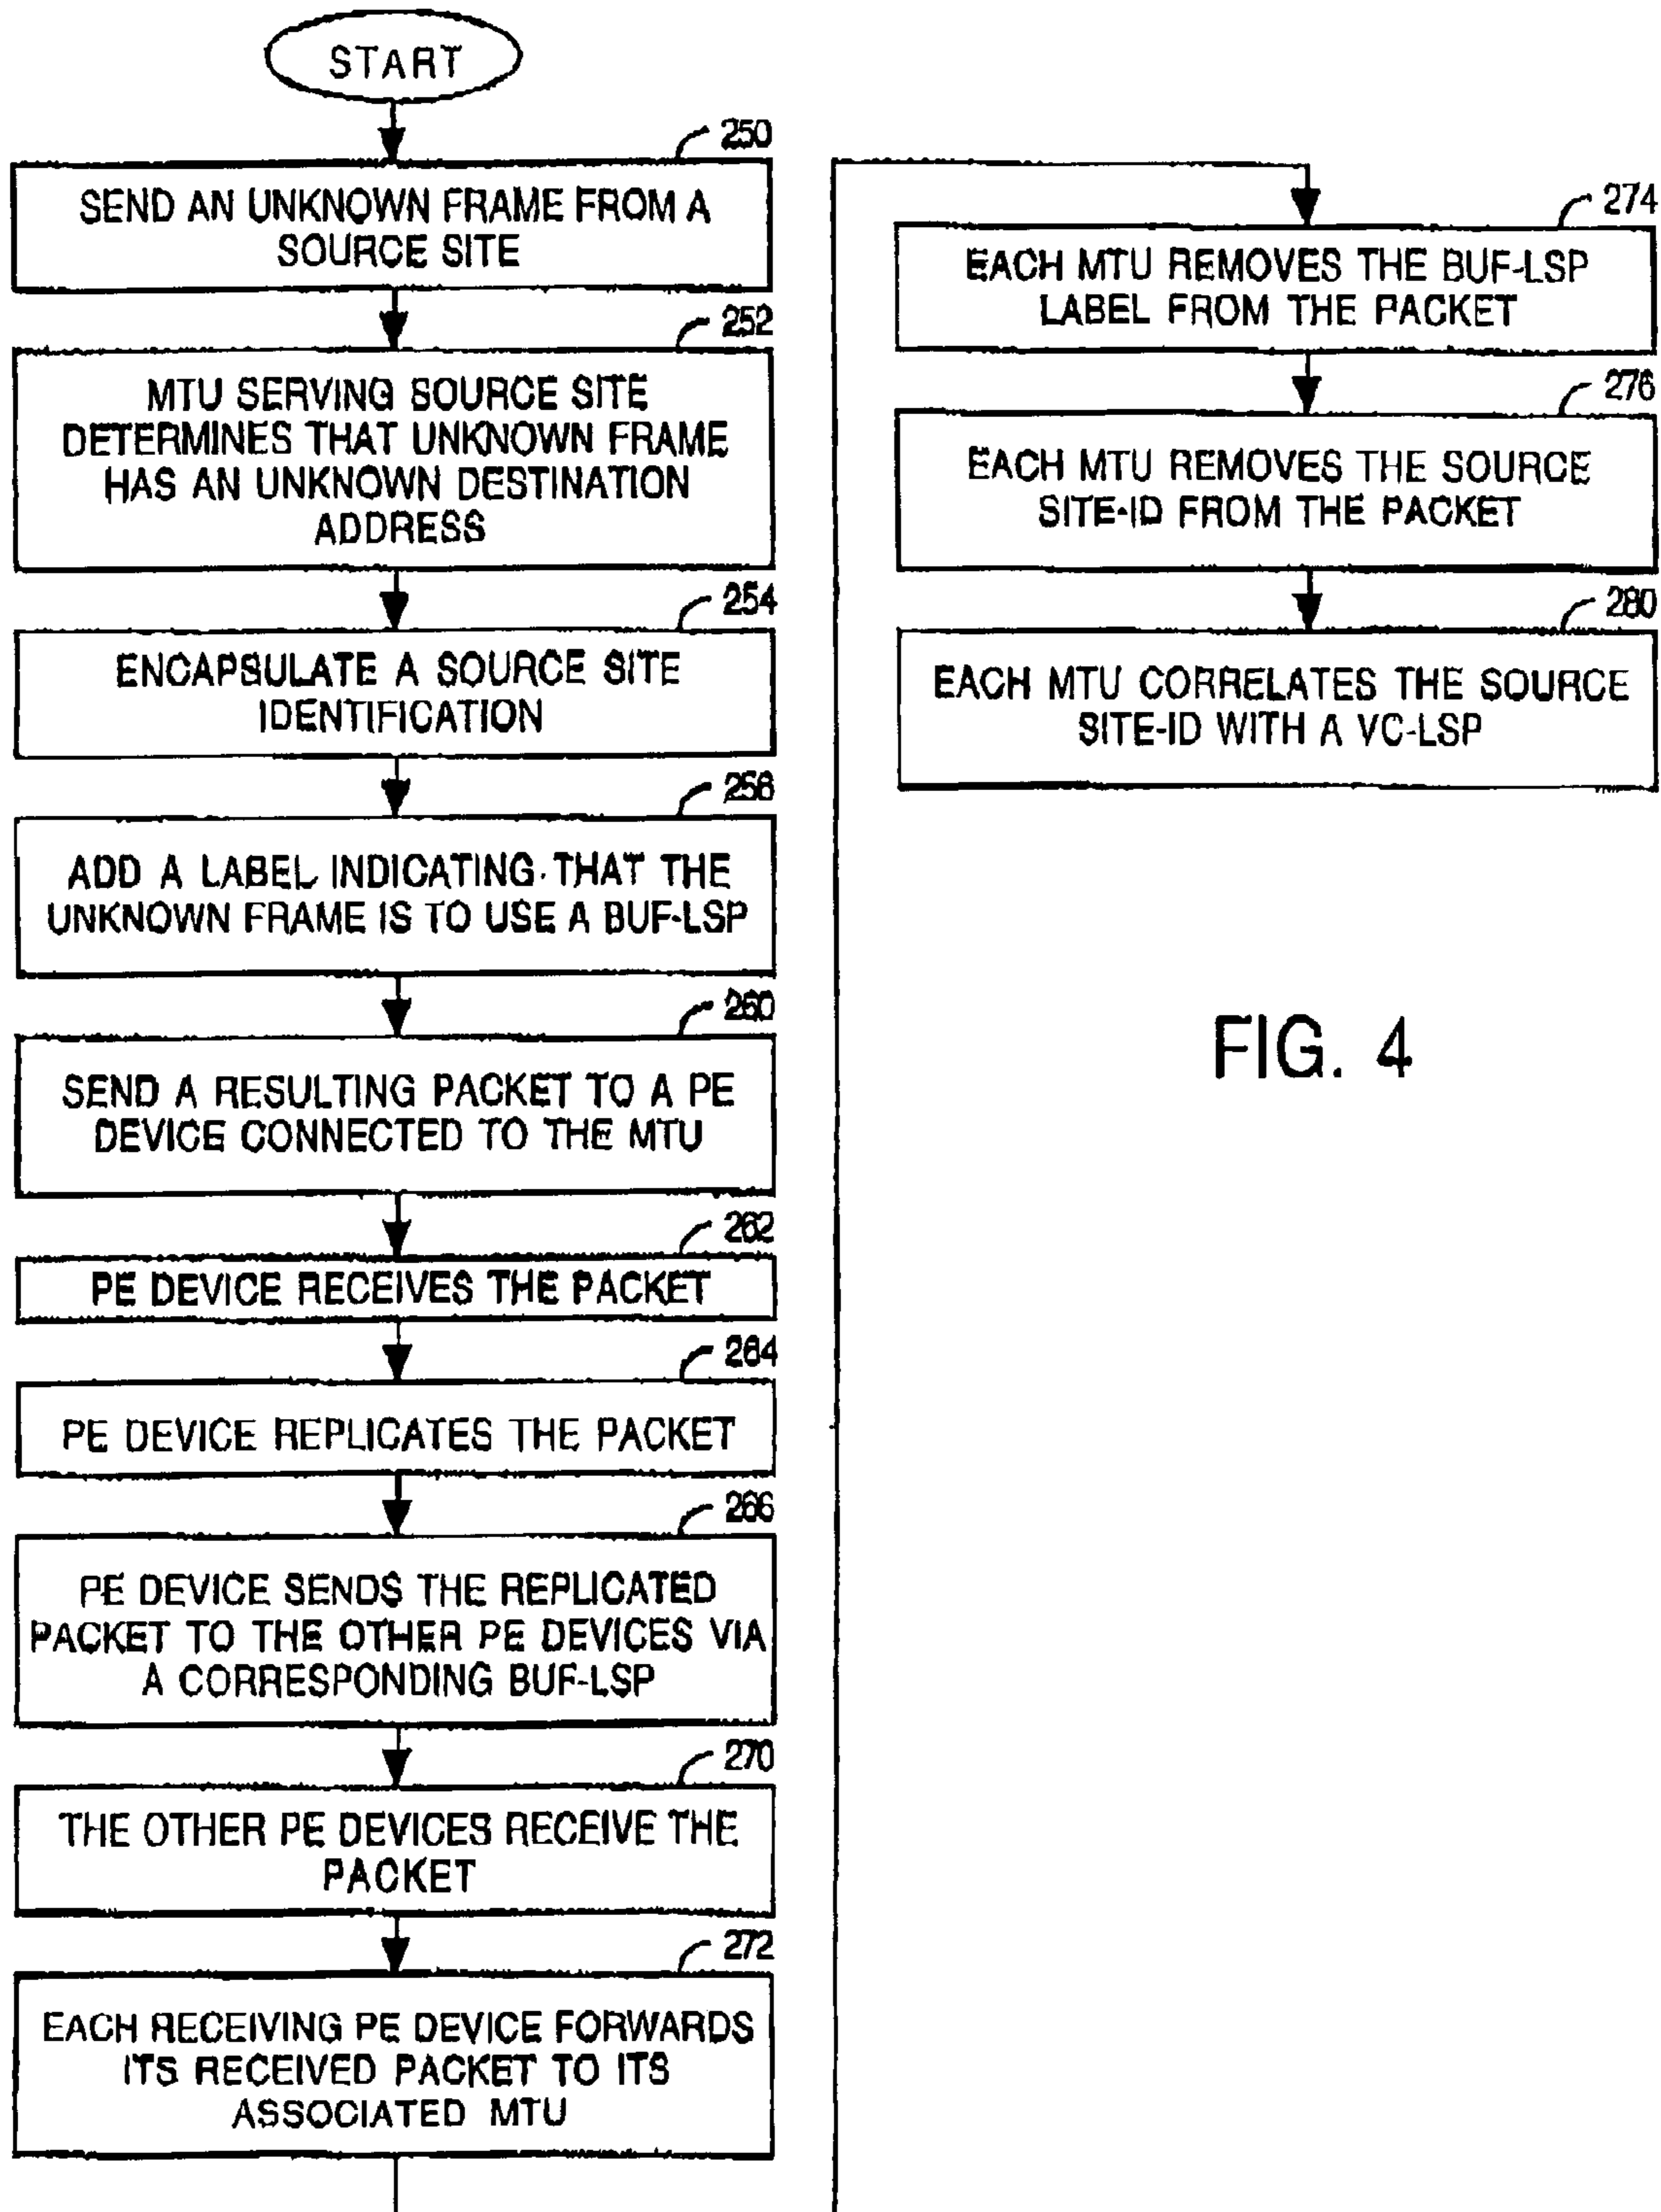 START
250
SEND AN UNKNOWN FRAME FROM A
SOURCE SITE
252
MTU SERVING SOURCE SITE
DETERMINES THAT UNKNOWN FRAME
HAS AN UNKNOWN DESTINATION
ADDRESS
254
ENCAPSULATE A SOURCE SITE
IDENTIFICATION
256
ADD A LABEL INDICATING THAT THE
UNKNOWN FRAME IS TO USE A BUF-LSP
260
SEND A RESULTING PACKET TO A PE
DEVICE CONNECTED TO THE MTU
262
PE DEVICE RECEIVES THE PACKET
264
PE DEVICE REPLICATES THE PACKET
266
PE DEVICE SENDS THE REPLICATED
PACKET TO THE OTHER PE DEVICES VIA
A CORRESPONDING BUF-LSP
270
THE OTHER PE DEVICES RECEIVE THE
PACKET
272
EACH RECEIVING PE DEVICE FORWARDS
ITS RECEIVED PACKET TO ITS
ASSOCIATED MTU
274
EACH MTU REMOVES THE BUF-LSP
LABEL FROM THE PACKET
276
EACH MTU REMOVES THE SOURCE
SITE-ID FROM THE PACKET
280
EACH MTU CORRELATES THE SOURCE
SITE-ID WITH A VC-LSP
FIG. 4